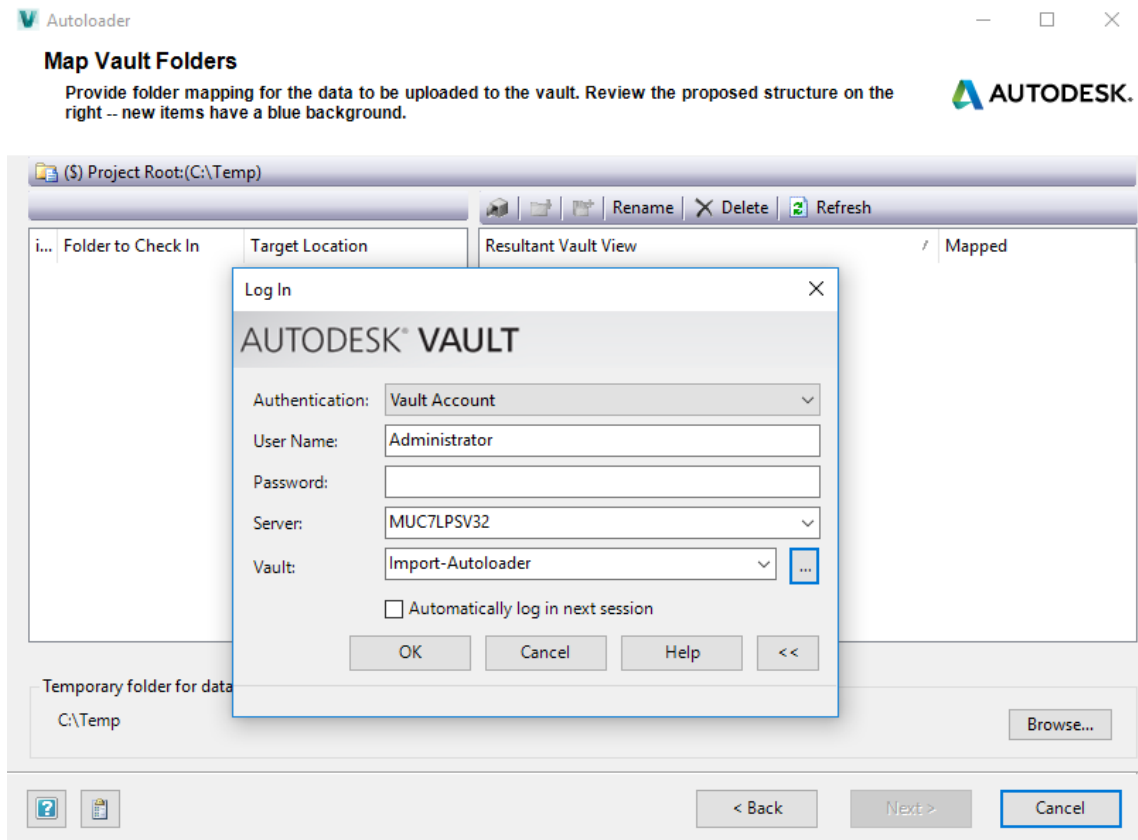 Autoloader
Map Vault Folders
Provide folder mapping for the data to be uploaded to the vault. Review the proposed structure on the
right -- new items have a blue background.
AUTODESK.
($) Project Root:(C:\Temp)
Rename Delete Refresh
i... Folder to Check In Target Location Resultant Vault View / Mapped
Log In
AUTODESK® VAULT
Authentication: Vault Account
User Name: Administrator
Password:
Server: MUC7LPSV32
Vault: Import-Autoloader ...
Automatically log in next session
OK Cancel Help <<
Temporary folder for data
C:\Temp
Browse...
< Back Next > Cancel